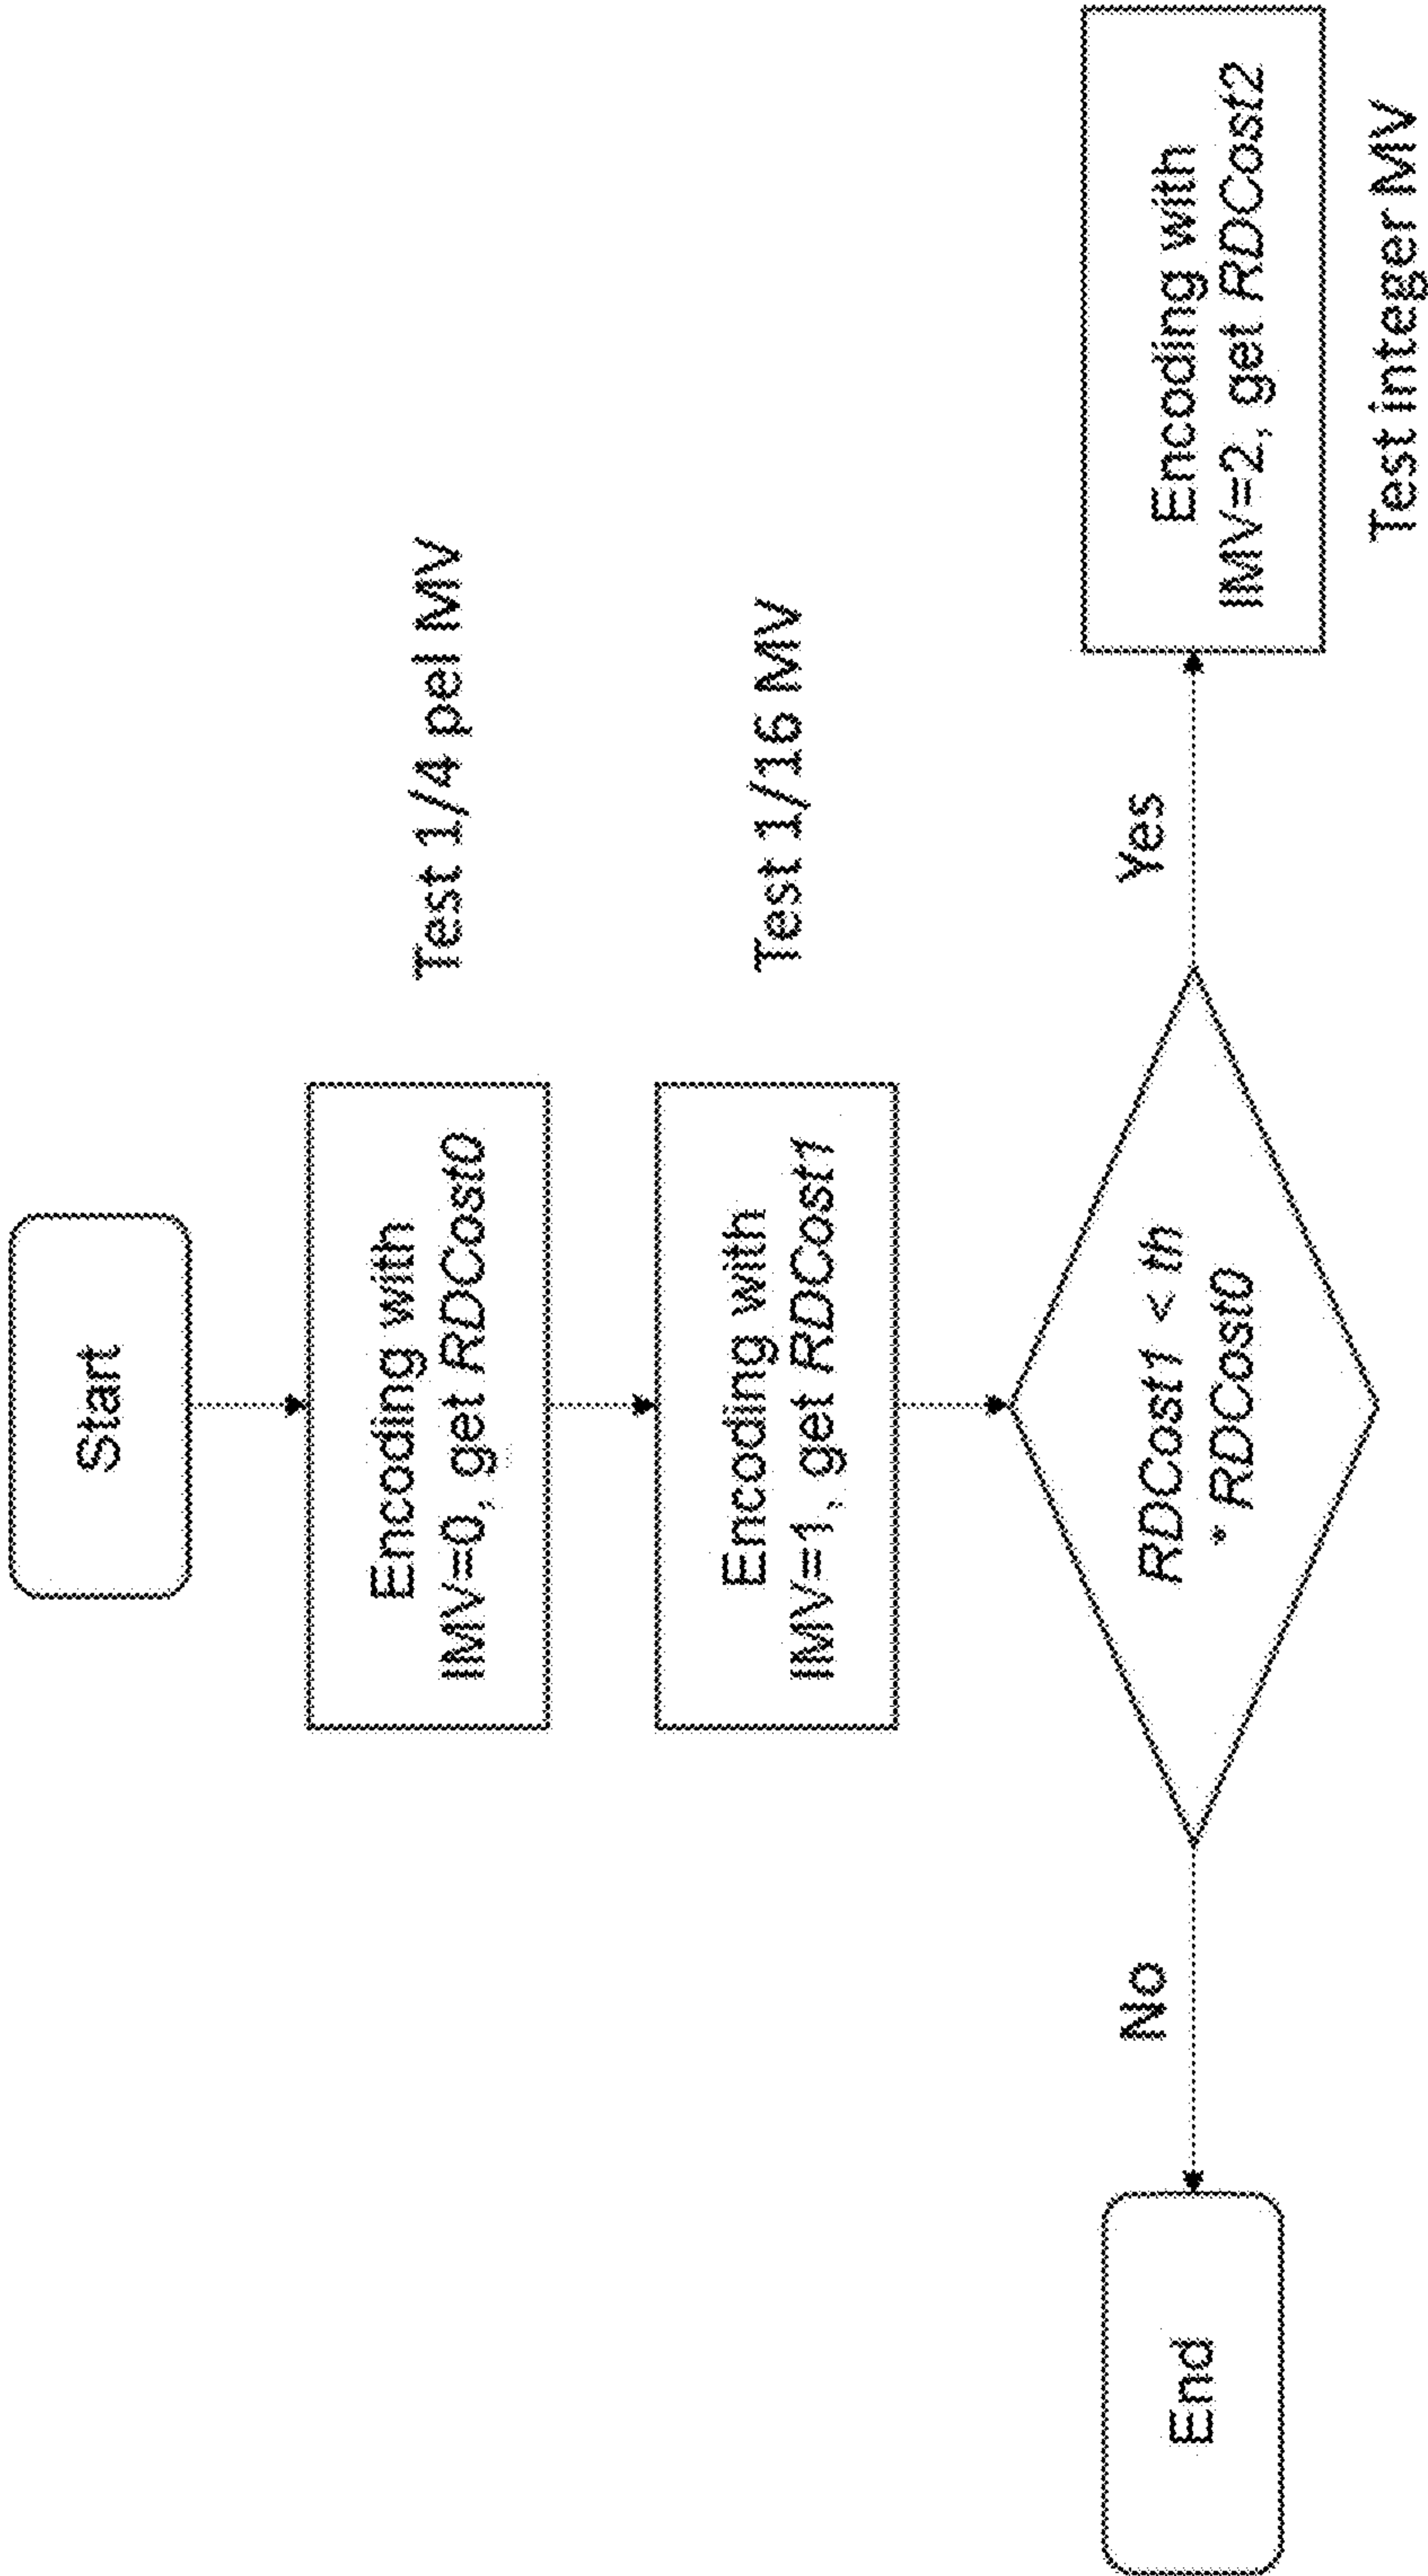 Start
Encoding with
IMV=0, get RDCost0
Test 1/4 pel MV
Encoding with
IMV=1, get RDCost1
Test 1/16 MV
RDCost1 < th
* RDCost0
No
Yes
End
Encoding with
IMV=2, get RDCost2
Test integer MV